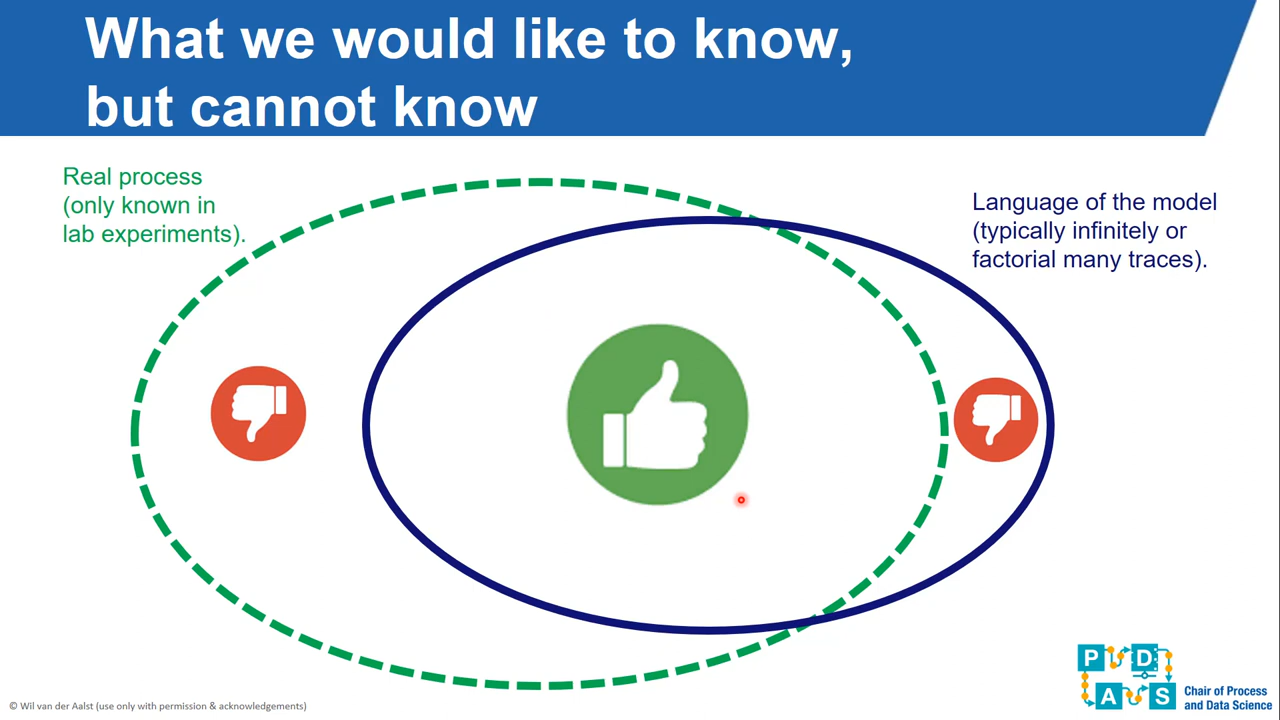 What we would like to know,
but cannot know
Real process
(only known in
lab experiments).
Language of the model
(typically infinitely or
factorial many traces).
P D
A S
Chair of Process
and Data Science
© Wil van der Aalst (use only with permission & acknowledgements)